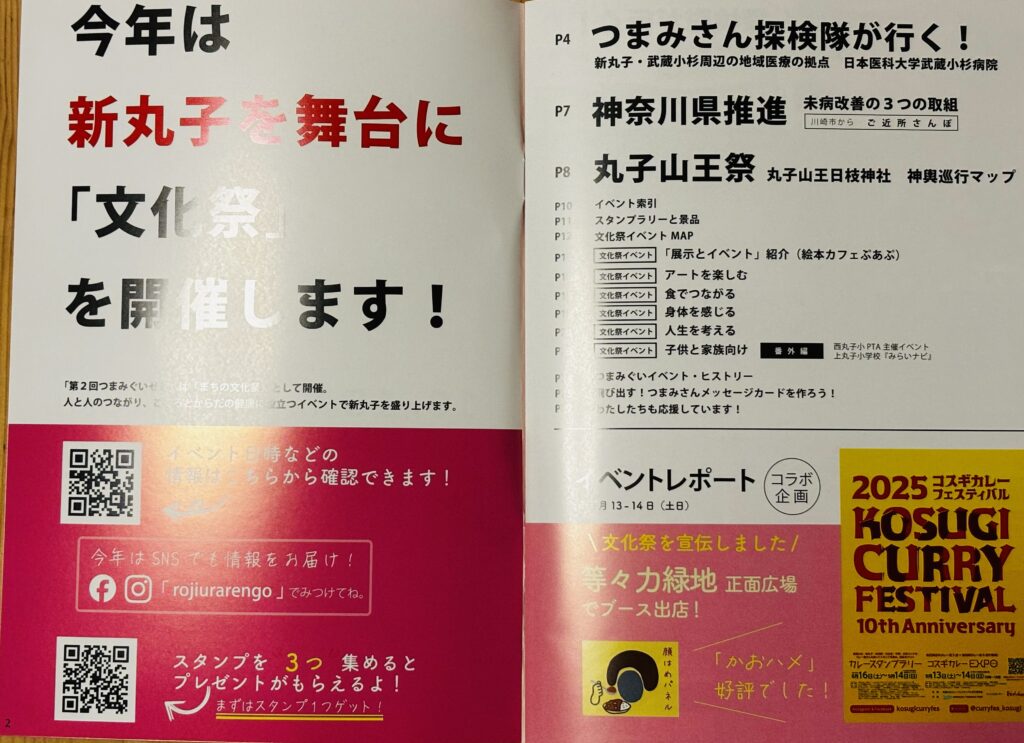 今年は
新丸子を舞台に
「文化祭」
を開催します！
人と人のつながり、
つイベントで新丸子を盛り上げます。
イベント日時などの
情報はこちらから確認できます！
今年はSNSでも情報をお届け！
「rojiurarengo」でみつけてね。
スタンプを 3つ 集めると
プレゼントがもらえるよ！
まずはスタンプ1つゲット！
2
P4 つまみさん探検隊が行く！
新丸子・武蔵小杉周辺の地域医療の拠点 日本医科大学武蔵小杉病院
P7 神奈川県推進 未病改善の3つの取組
川崎市から ご近所さんぽ
P8 丸子山王祭 丸子山王日枝神社 神輿巡行マップ
P10 イベント索引
P11 スタンプラリーと景品
文化祭イベントMAP
文化祭イベント 「展示とイベント」紹介（絵本カフェぷあぷ）
文化祭イベント アートを楽しむ
文化祭イベント 食でつながる
文化祭イベント 身体を感じる
文化祭イベント 人生を考える
文化祭イベント 子供と家族向け 番外編 西丸子小PTA主催イベント
上丸子小学校『みらいナビ』
つまみぐいイベント・ヒストリー
飛び出す！つまみさんメッセージカードを作ろう！
わたしたちも応援しています！
イベントレポート コラボ企画
月13-14日（土日）
\ 文化祭を宣伝しました /
等々力緑地 正面広場
でブース出店！
顔はめパネル
「かおハメ」
好評でした！
2025 コスギカレーフェスティバル
KOSUGI
CURRY
FESTIVAL
10th Anniversary
カレースタンプラリー コスギカレーEXPO
kosugicurryfes @curryfes_kosugi